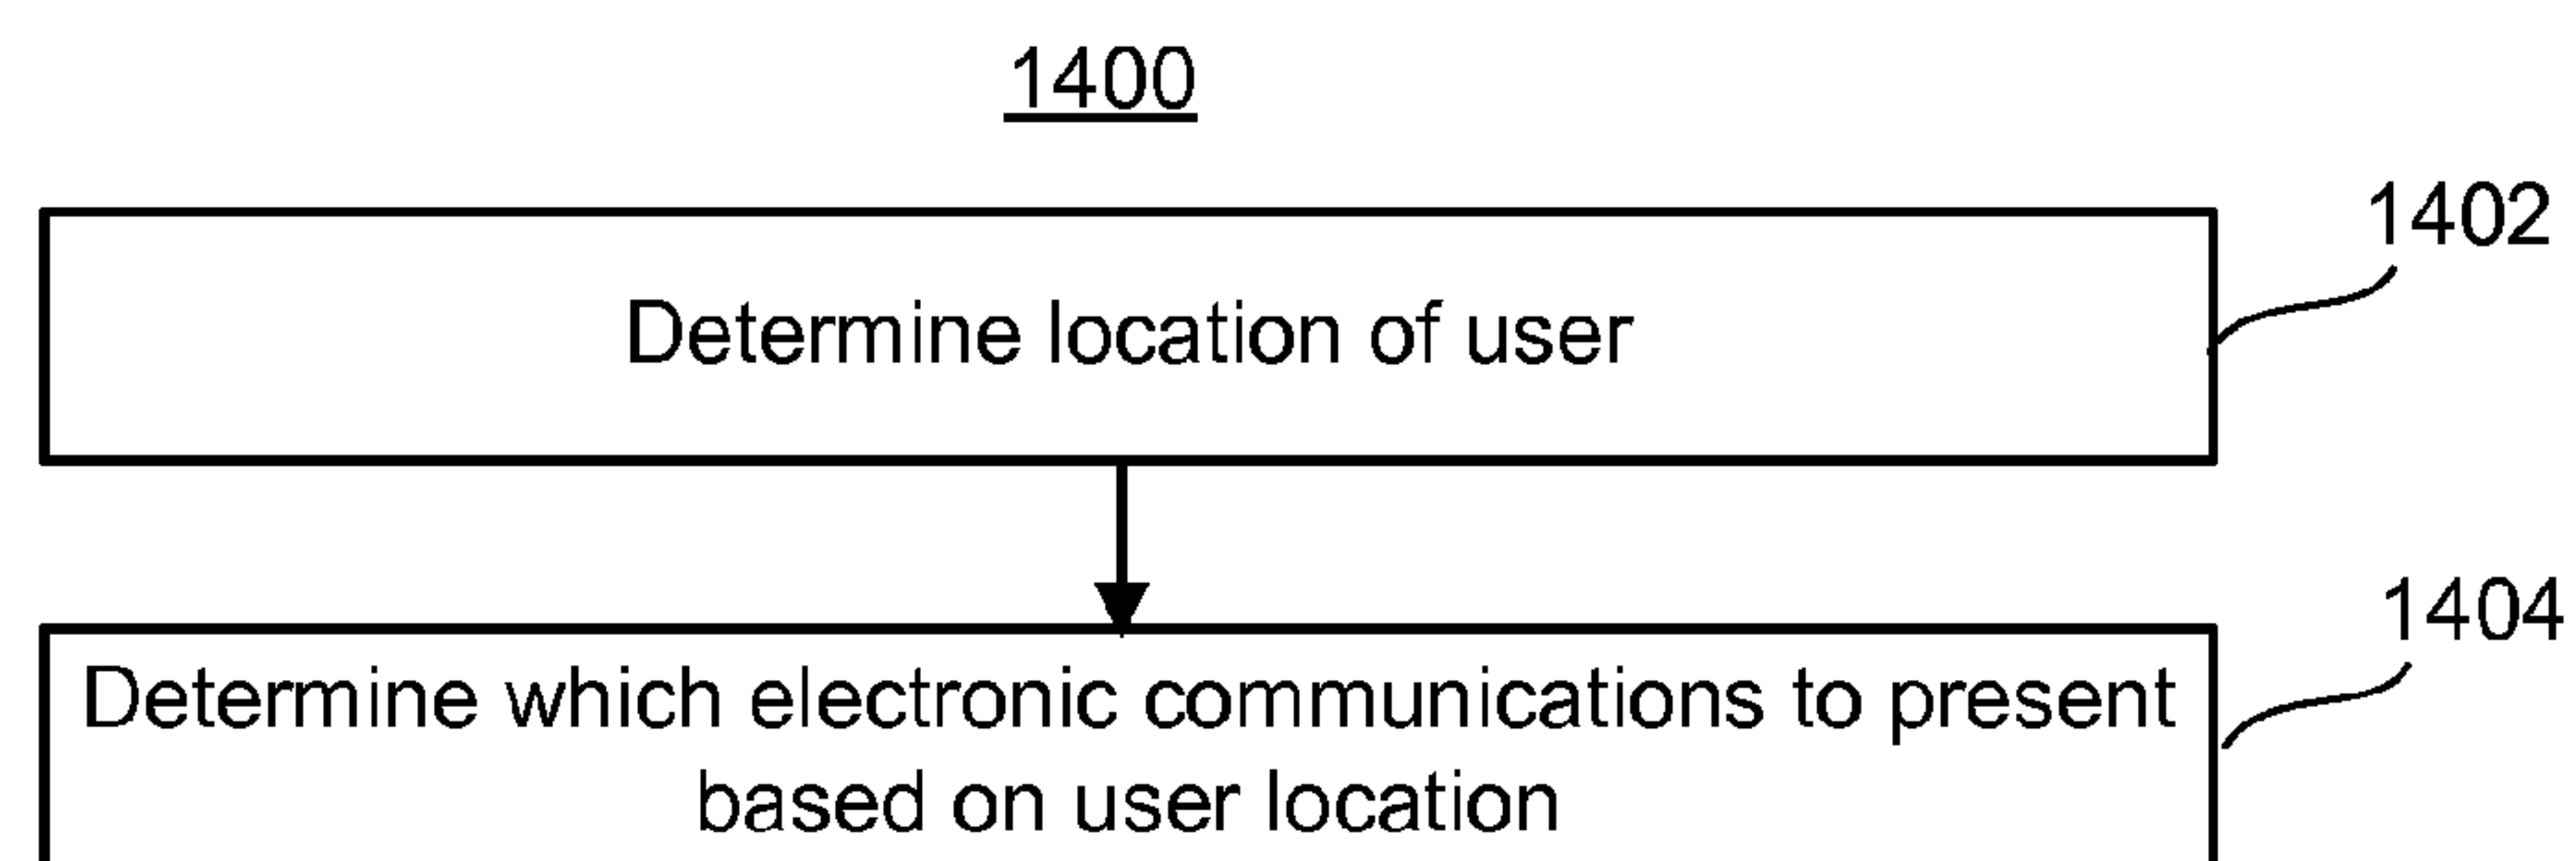 1400
1402
Determine location of user
1404
Determine which electronic communications to present
based on user location